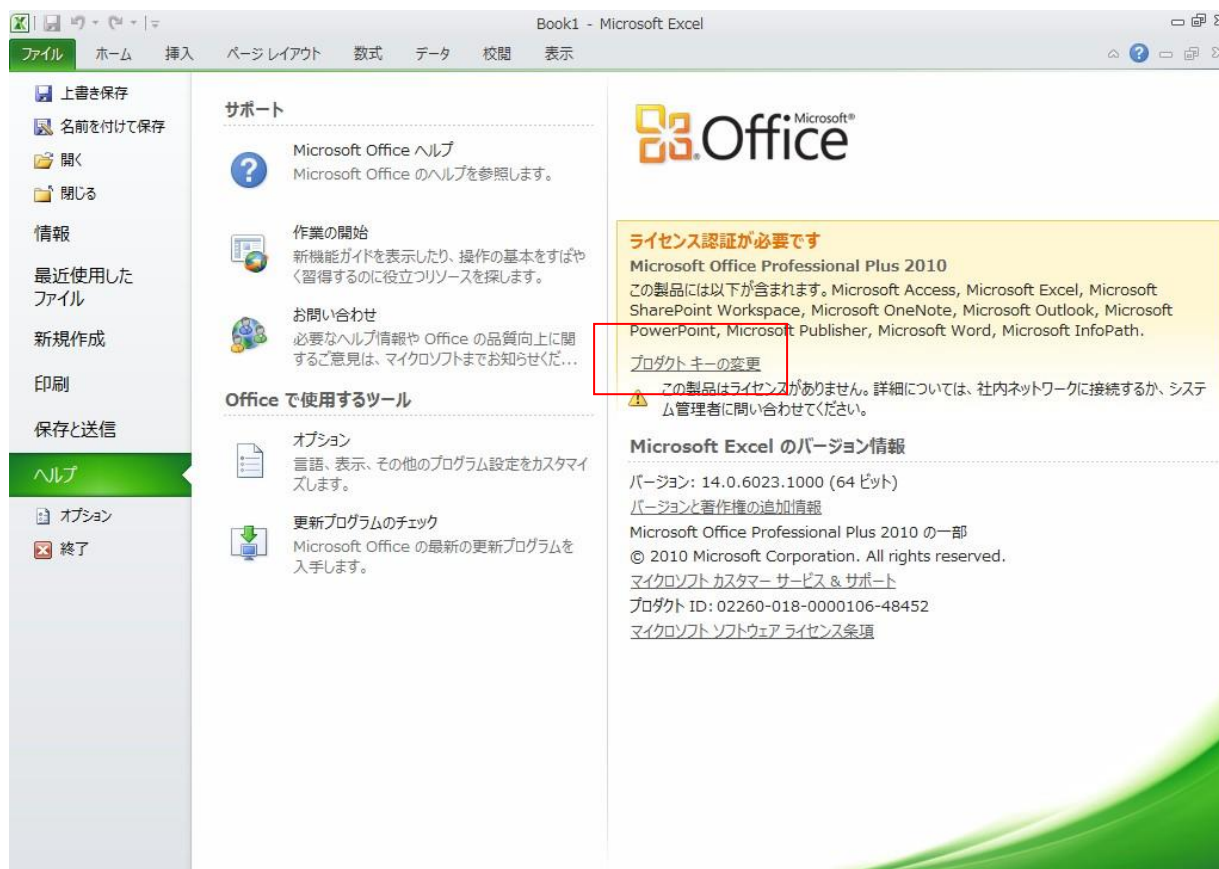 Book1 - Microsoft Excel
ファイル ホーム 挿入 ページ レイアウト 数式 データ 校閲 表示
上書き保存
名前を付けて保存
開く
閉じる
情報
最近使用した
ファイル
新規作成
印刷
保存と送信
ヘルプ
オプション
終了
サポート
Microsoft Office ヘルプ
Microsoft Office のヘルプを参照します。
作業の開始
新機能ガイドを表示したり、操作の基本をすばや
く習得するのに役立つリソースを探します。
お問い合わせ
必要なヘルプ情報や Office の品質向上に関
するご意見は、マイクロソフトまでお知らせくだ...
Office で使用するツール
オプション
言語、表示、その他のプログラム設定をカスタマイ
ズします。
更新プログラムのチェック
Microsoft Office の最新の更新プログラムを
入手します。
Microsoft®
Office
ライセンス認証が必要です
Microsoft Office Professional Plus 2010
この製品には以下が含まれます。Microsoft Access, Microsoft Excel, Microsoft
SharePoint Workspace, Microsoft OneNote, Microsoft Outlook, Microsoft
PowerPoint, Microsoft Publisher, Microsoft Word, Microsoft InfoPath.
プロダクト キーの変更
この製品はライセンスがありません。詳細については、社内ネットワークに接続するか、システ
ム管理者に問い合わせてください。
Microsoft Excel のバージョン情報
バージョン: 14.0.6023.1000 (64 ビット)
バージョンと著作権の追加情報
Microsoft Office Professional Plus 2010 の一部
© 2010 Microsoft Corporation. All rights reserved.
マイクロソフト カスタマー サービス & サポート
プロダクト ID: 02260-018-0000106-48452
マイクロソフト ソフトウェア ライセンス条項